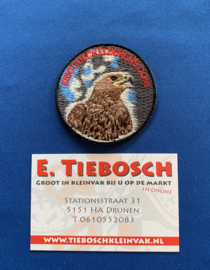 E. TIEBOSCH
GROOT IN KLEINVAK BIJ U OP DE MARKT
EN ONLINE
STATIONSSTRAAT 31
5151 HA DRUNEN
T 0610552083
WWW.TIEBOSCHKLEINVAK.NL